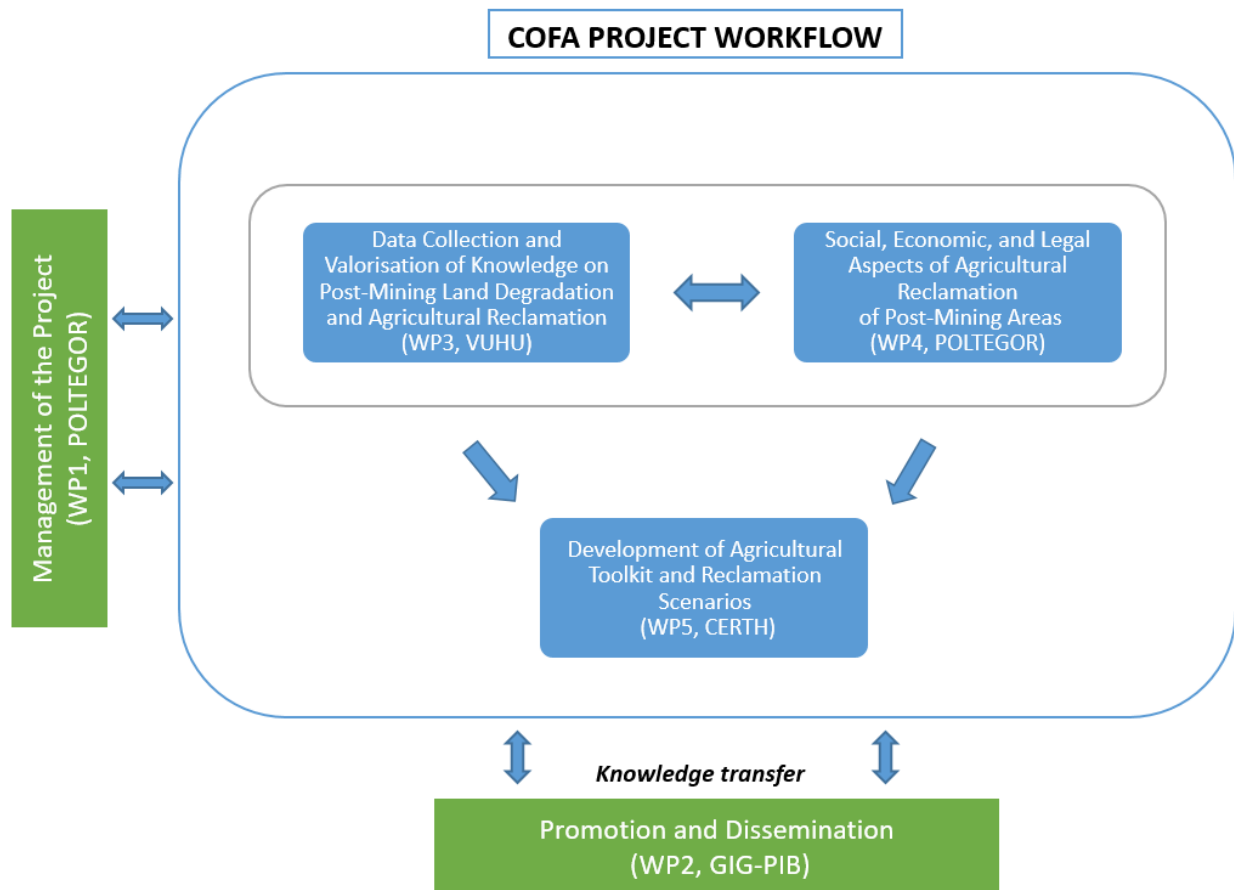 COFA PROJECT WORKFLOW
Management of the Project
(WP1, POLTEGOR)
Data Collection and
Valorisation of Knowledge on
Post-Mining Land Degradation
and Agricultural Reclamation
(WP3, VUHU)
Social, Economic, and Legal
Aspects of Agricultural
Reclamation
of Post-Mining Areas
(WP4, POLTEGOR)
Development of Agricultural
Toolkit and Reclamation
Scenarios
(WP5, CERTH)
Knowledge transfer
Promotion and Dissemination
(WP2, GIG-PIB)